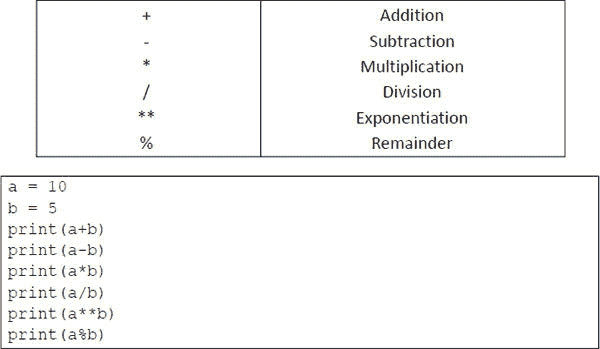 + Addition
- Subtraction
* Multiplication
/ Division
** Exponentiation
% Remainder
a = 10
b = 5
print(a+b)
print(a-b)
print(a*b)
print(a/b)
print(a**b)
print(a%b)